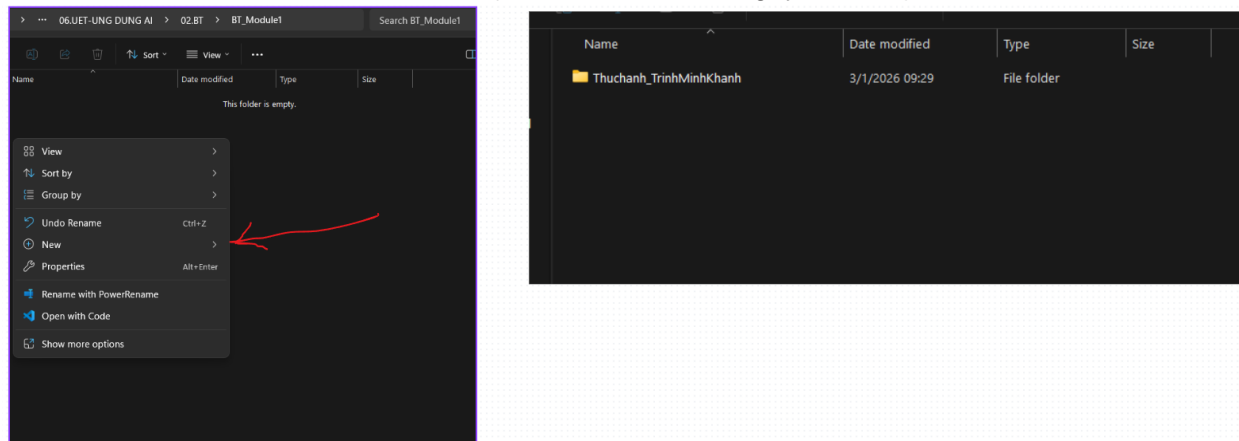 06.UET-UNG DUNG AI > 02.BT > BT_Module1
Search BT_Module1
Sort
View
Name Date modified Type Size
This folder is empty.
View
Sort by
Group by
Undo Rename Ctrl+Z
New
Properties Alt+Enter
Rename with PowerRename
Open with Code
Show more options
Name Date modified Type Size
Thuchanh_TrinhMinhKhanh 3/1/2026 09:29 File folder